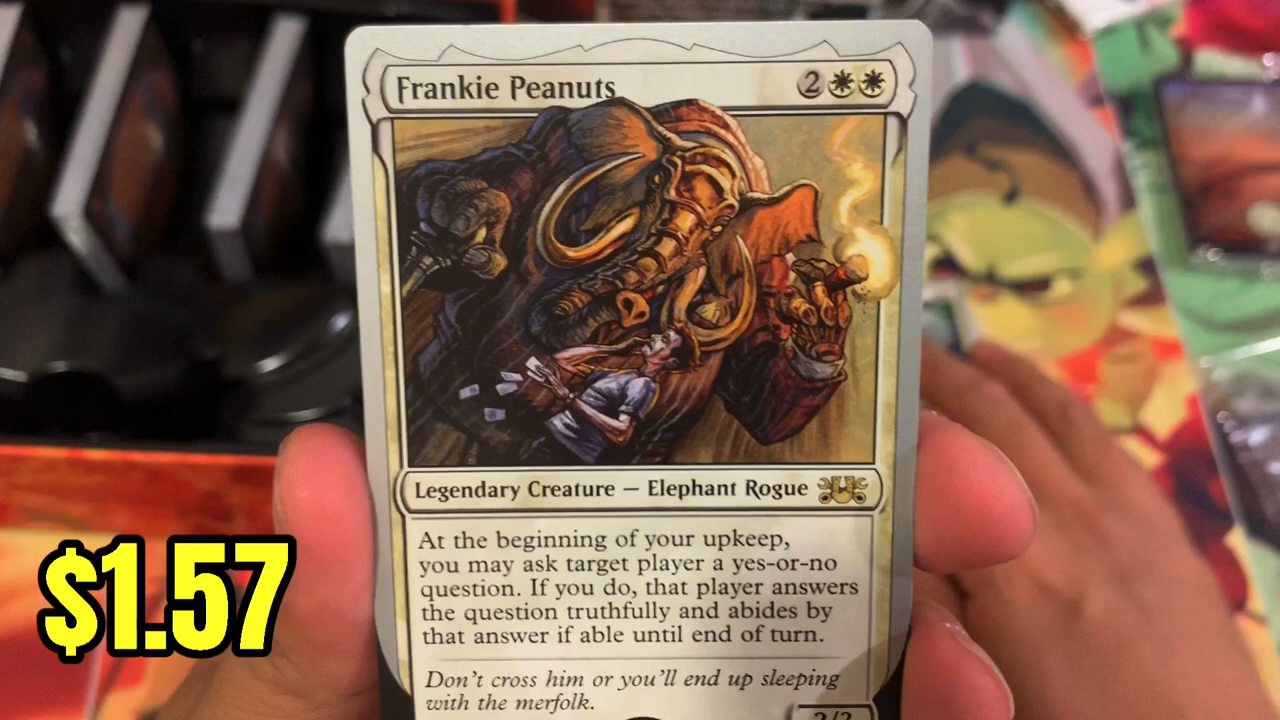 Frankie Peanuts 2
Legendary Creature — Elephant Rogue
At the beginning of your upkeep,
you may ask target player a yes-or-no
question. If you do, that player answers
the question truthfully and abides by
that answer if able until end of turn.
Don't cross him or you'll end up sleeping
with the merfolk.
$1.57